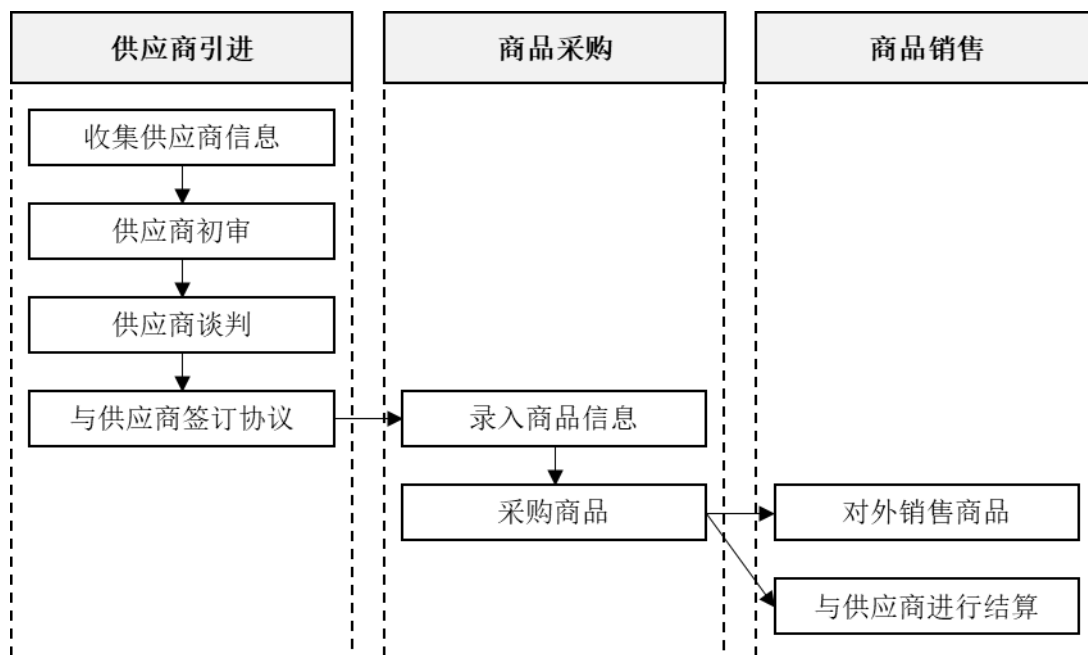 供应商引进
商品采购
商品销售
收集供应商信息
供应商初审
供应商谈判
与供应商签订协议
录入商品信息
采购商品
对外销售商品
与供应商进行结算